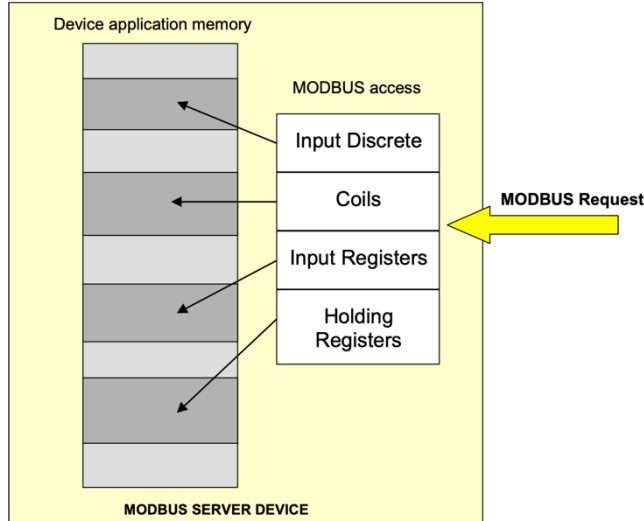 Device application memory
MODBUS access
Input Discrete
Coils
MODBUS Request
Input Registers
Holding
Registers
MODBUS SERVER DEVICE